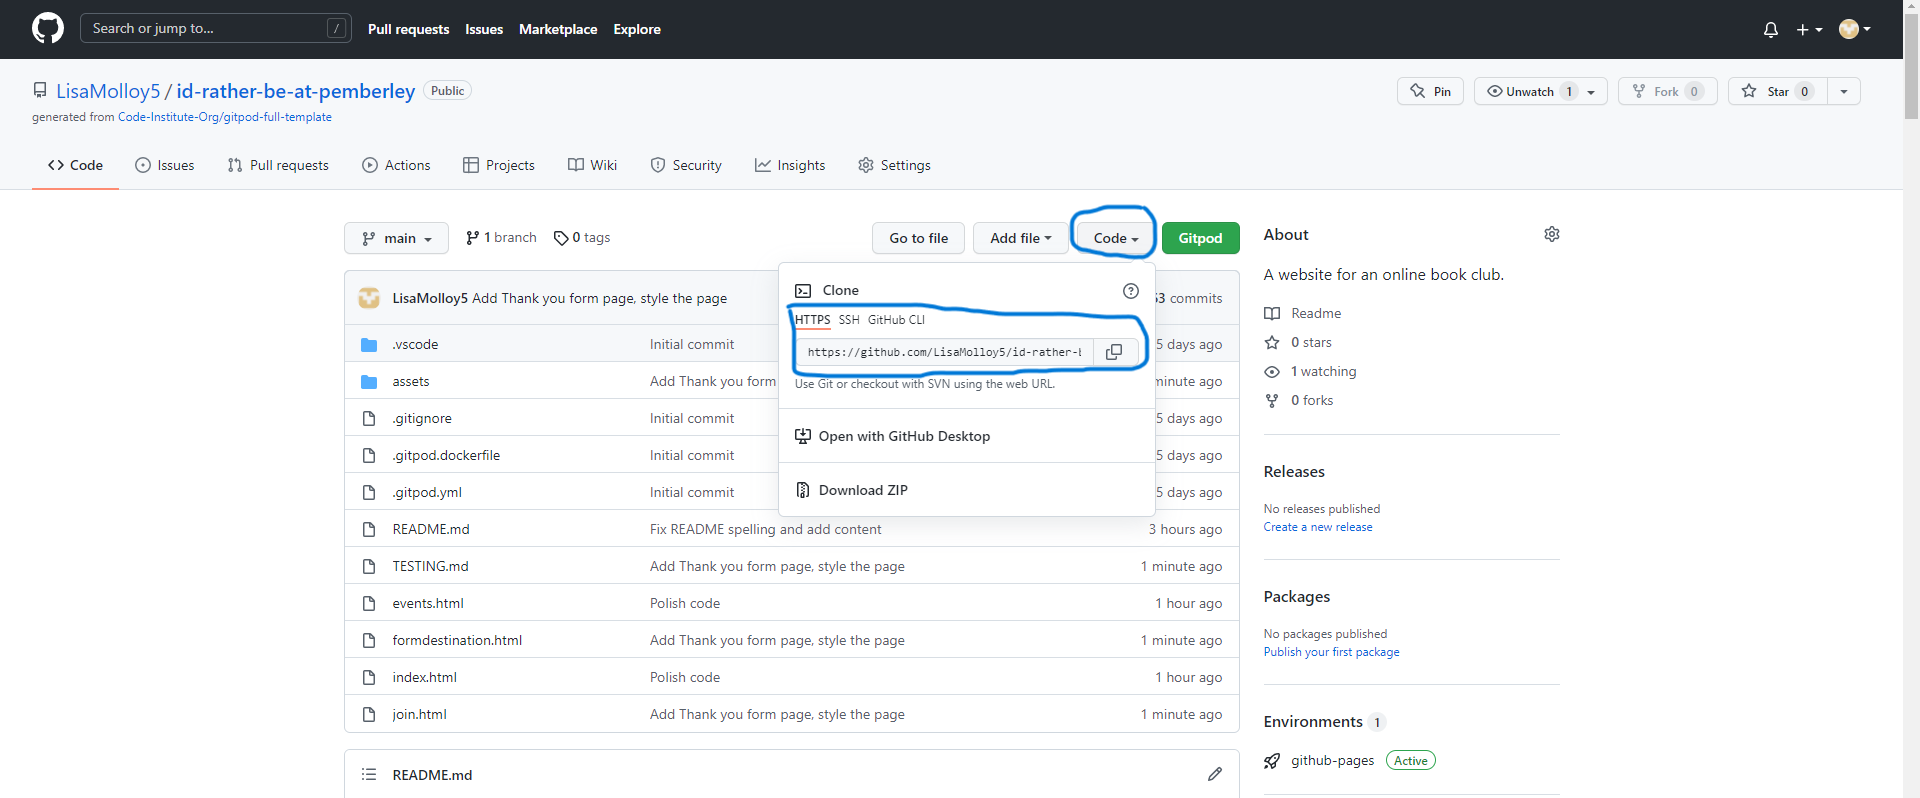 Search or jump to... /
Pull requests Issues Marketplace Explore
LisaMolloy5 / id-rather-be-at-pemberley Public
generated from Code-Institute-Org/gitpod-full-template
Pin Unwatch 1 Fork 0 Star 0
Code Issues Pull requests Actions Projects Wiki Security Insights Settings
main 1 branch 0 tags Go to file Add file Code Gitpod
LisaMolloy5 Add Thank you form page, style the page commits
.vscode Initial commit 5 days ago
assets Add Thank you form minute ago
.gitignore Initial commit 5 days ago
.gitpod.dockerfile Initial commit 5 days ago
.gitpod.yml Initial commit 5 days ago
README.md Fix README spelling and add content 3 hours ago
TESTING.md Add Thank you form page, style the page 1 minute ago
events.html Polish code 1 hour ago
formdestination.html Add Thank you form page, style the page 1 minute ago
index.html Polish code 1 hour ago
join.html Add Thank you form page, style the page 1 minute ago
README.md
Clone
HTTPS SSH GitHub CLI
https://github.com/LisaMolloy5/id-rather-b
Use Git or checkout with SVN using the web URL.
Open with GitHub Desktop
Download ZIP
About
A website for an online book club.
Readme
0 stars
1 watching
0 forks
Releases
No releases published
Create a new release
Packages
No packages published
Publish your first package
Environments 1
github-pages Active